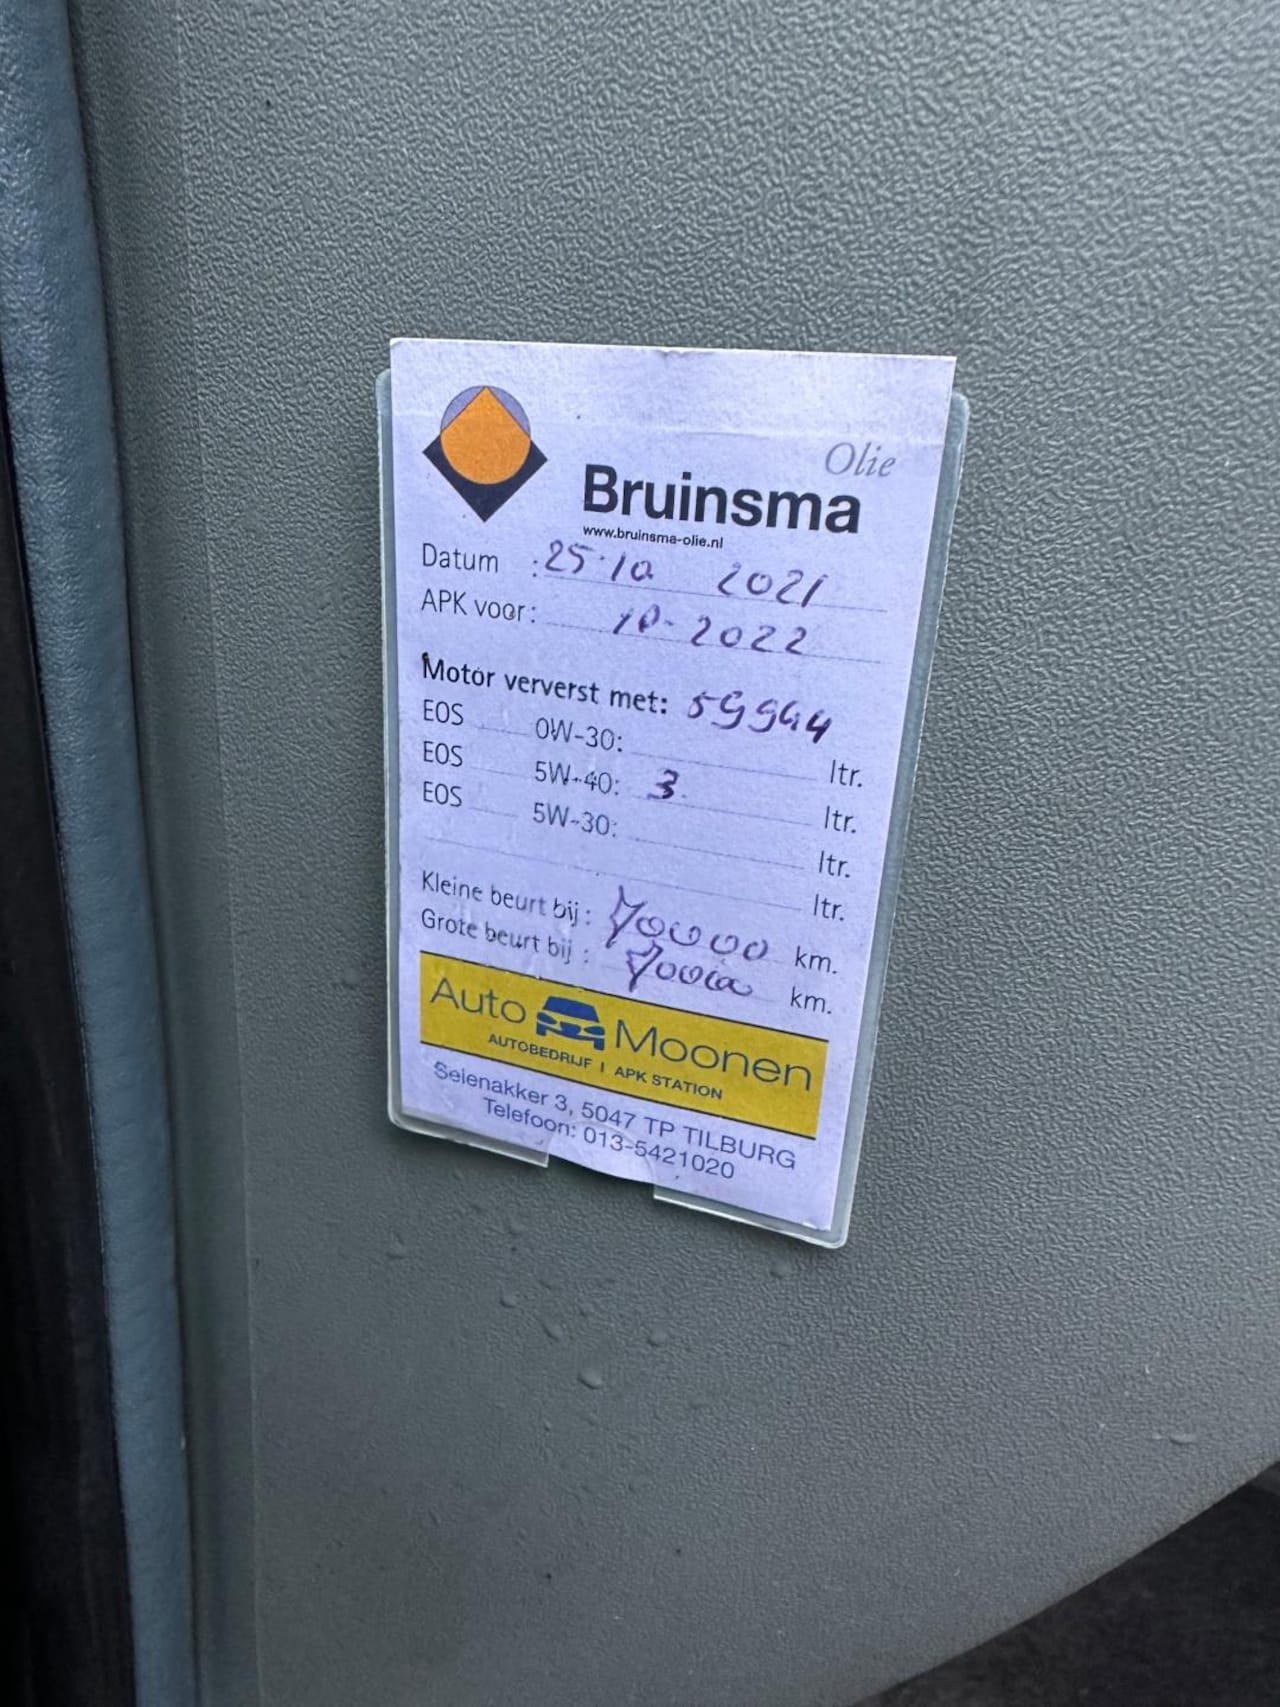 Olie
Bruinsma
www.bruinsma-olie.nl
Datum : 25-10 2021
APK voor: 10-2022
Motor ververst met: 59944
EOS 0W-30: ltr.
EOS 5W-40: 3 ltr.
EOS 5W-30: ltr.
ltr.
Kleine beurt bij: 70000 km.
Grote beurt bij : 70000 km.
Auto Moonen
AUTOBEDRIJF | APK STATION
Selenakker 3, 5047 TP TILBURG
Telefoon: 013-5421020